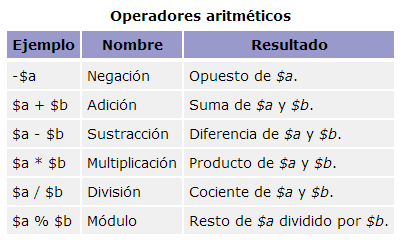 Operadores aritméticos
Ejemplo Nombre Resultado
-$a Negación Opuesto de $a.
$a + $b Adición Suma de $a y $b.
$a - $b Sustracción Diferencia de $a y $b.
$a * $b Multiplicación Producto de $a y $b.
$a / $b División Cociente de $a y $b.
$a % $b Módulo Resto de $a dividido por $b.